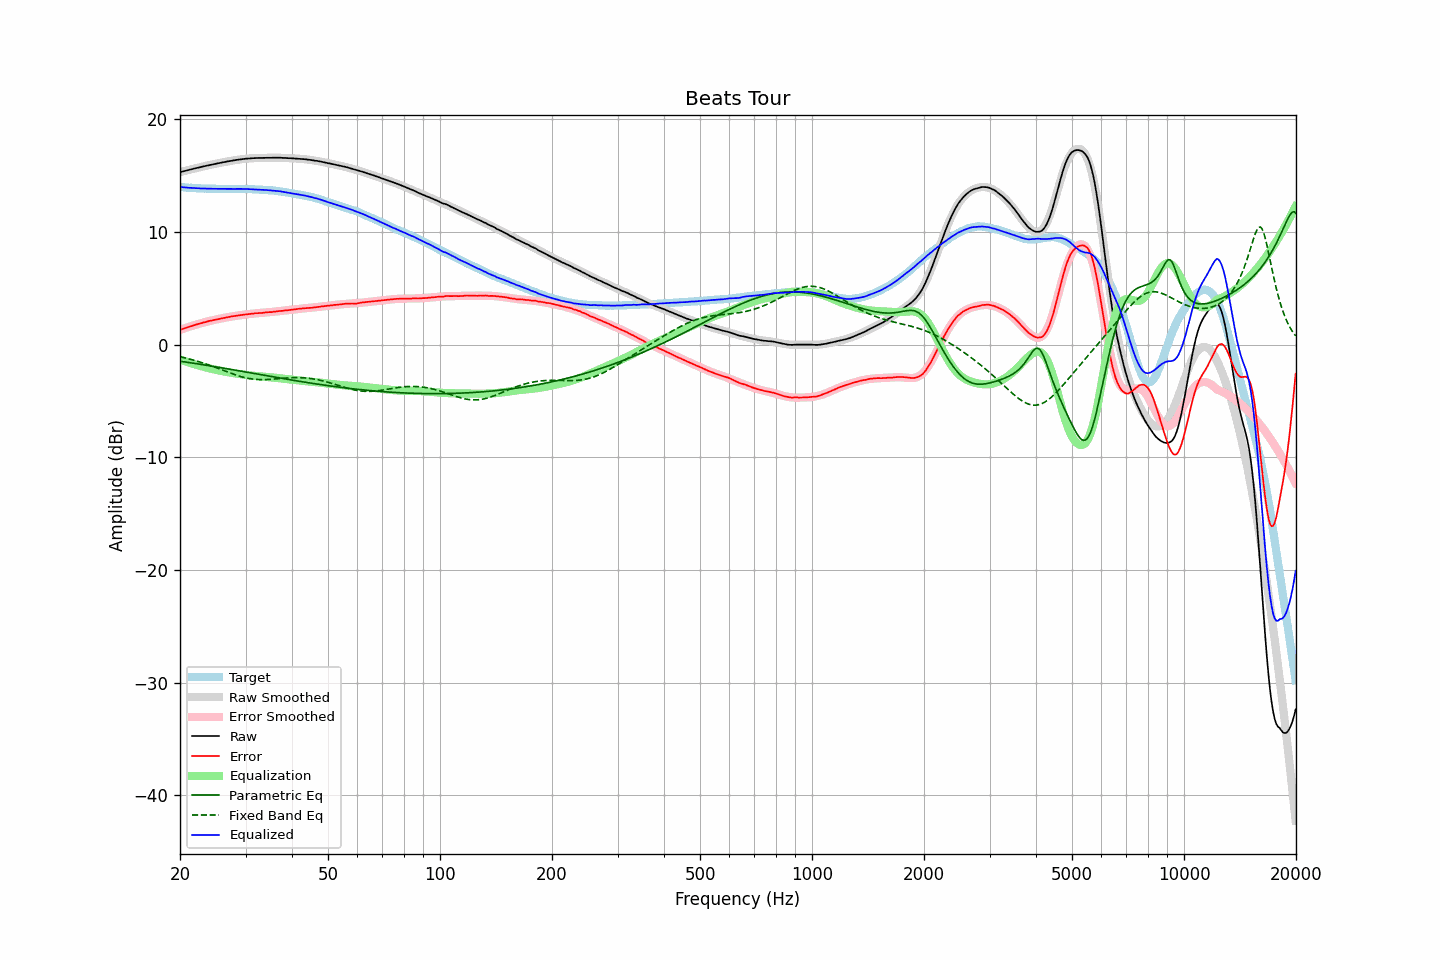 Beats Tour
20
10
0
−10
−20
−30
−40
Amplitude (dBr)
Target
Raw Smoothed
Error Smoothed
Raw
Error
Equalization
Parametric Eq
Fixed Band Eq
Equalized
20 50 100 200 500 1000 2000 5000 10000 20000
Frequency (Hz)